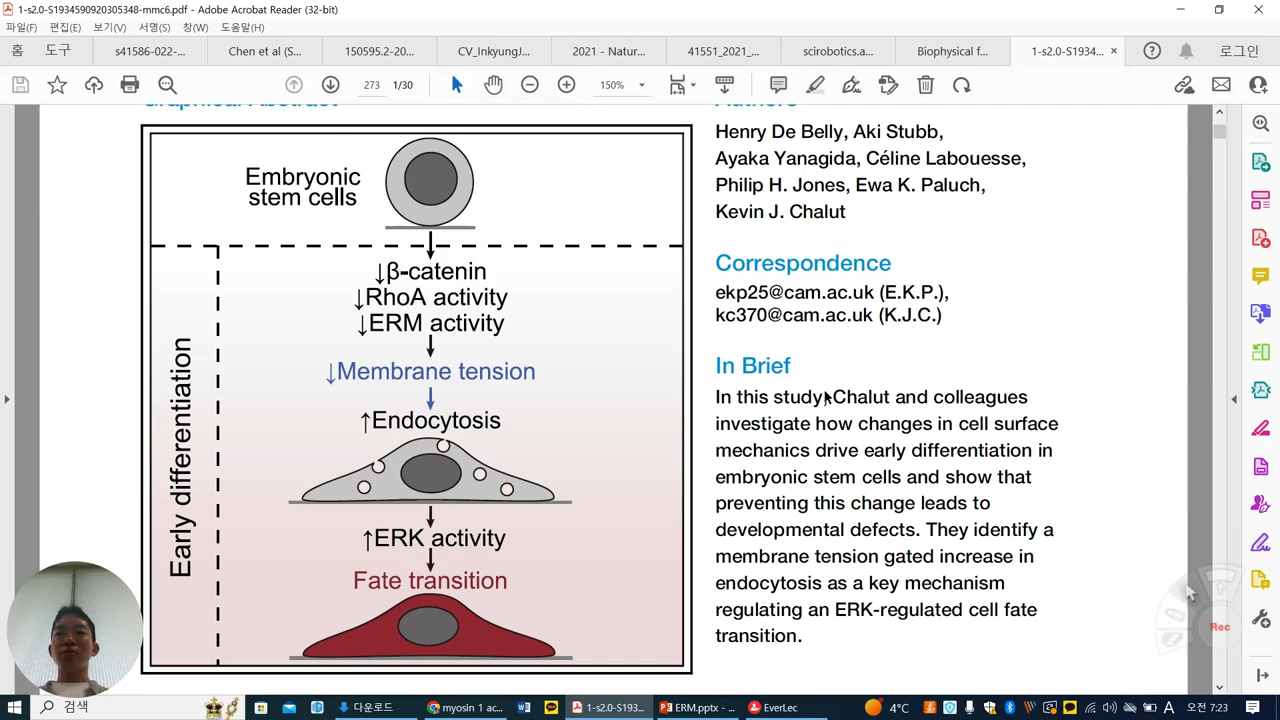 1-s2.0-S1934590920305348-mmc6.pdf - Adobe Acrobat Reader (32-bit)
파일(F) 편집(E) 보기(V) 서명(S) 창(W) 도움말(H)
홈 도구 s41586-022-... Chen et al (S... 150595.2-20... CV_InkyungJ... 2021 - Natur... 41551_2021_... scirobotics.a... Biophysical f... 1-s2.0-S1934... × 로그인
273 /1/30 150%
Graphical Abstract
Embryonic
stem cells
↓β-catenin
↓RhoA activity
↓ERM activity
↓Membrane tension
↑Endocytosis
↑ERK activity
Fate transition
Early differentiation
Authors
Henry De Belly, Aki Stubb,
Ayaka Yanagida, Céline Labouesse,
Philip H. Jones, Ewa K. Paluch,
Kevin J. Chalut
Correspondence
ekp25@cam.ac.uk (E.K.P.),
kc370@cam.ac.uk (K.J.C.)
In Brief
In this study, Chalut and colleagues
investigate how changes in cell surface
mechanics drive early differentiation in
embryonic stem cells and show that
preventing this change leads to
developmental defects. They identify a
membrane tension gated increase in
endocytosis as a key mechanism
regulating an ERK-regulated cell fate
transition.
Rec
검색 다운로드 myosin 1 ac... 1-s2.0-S193... ERM.pptx - ... EverLec 4°C A 오전 7:23